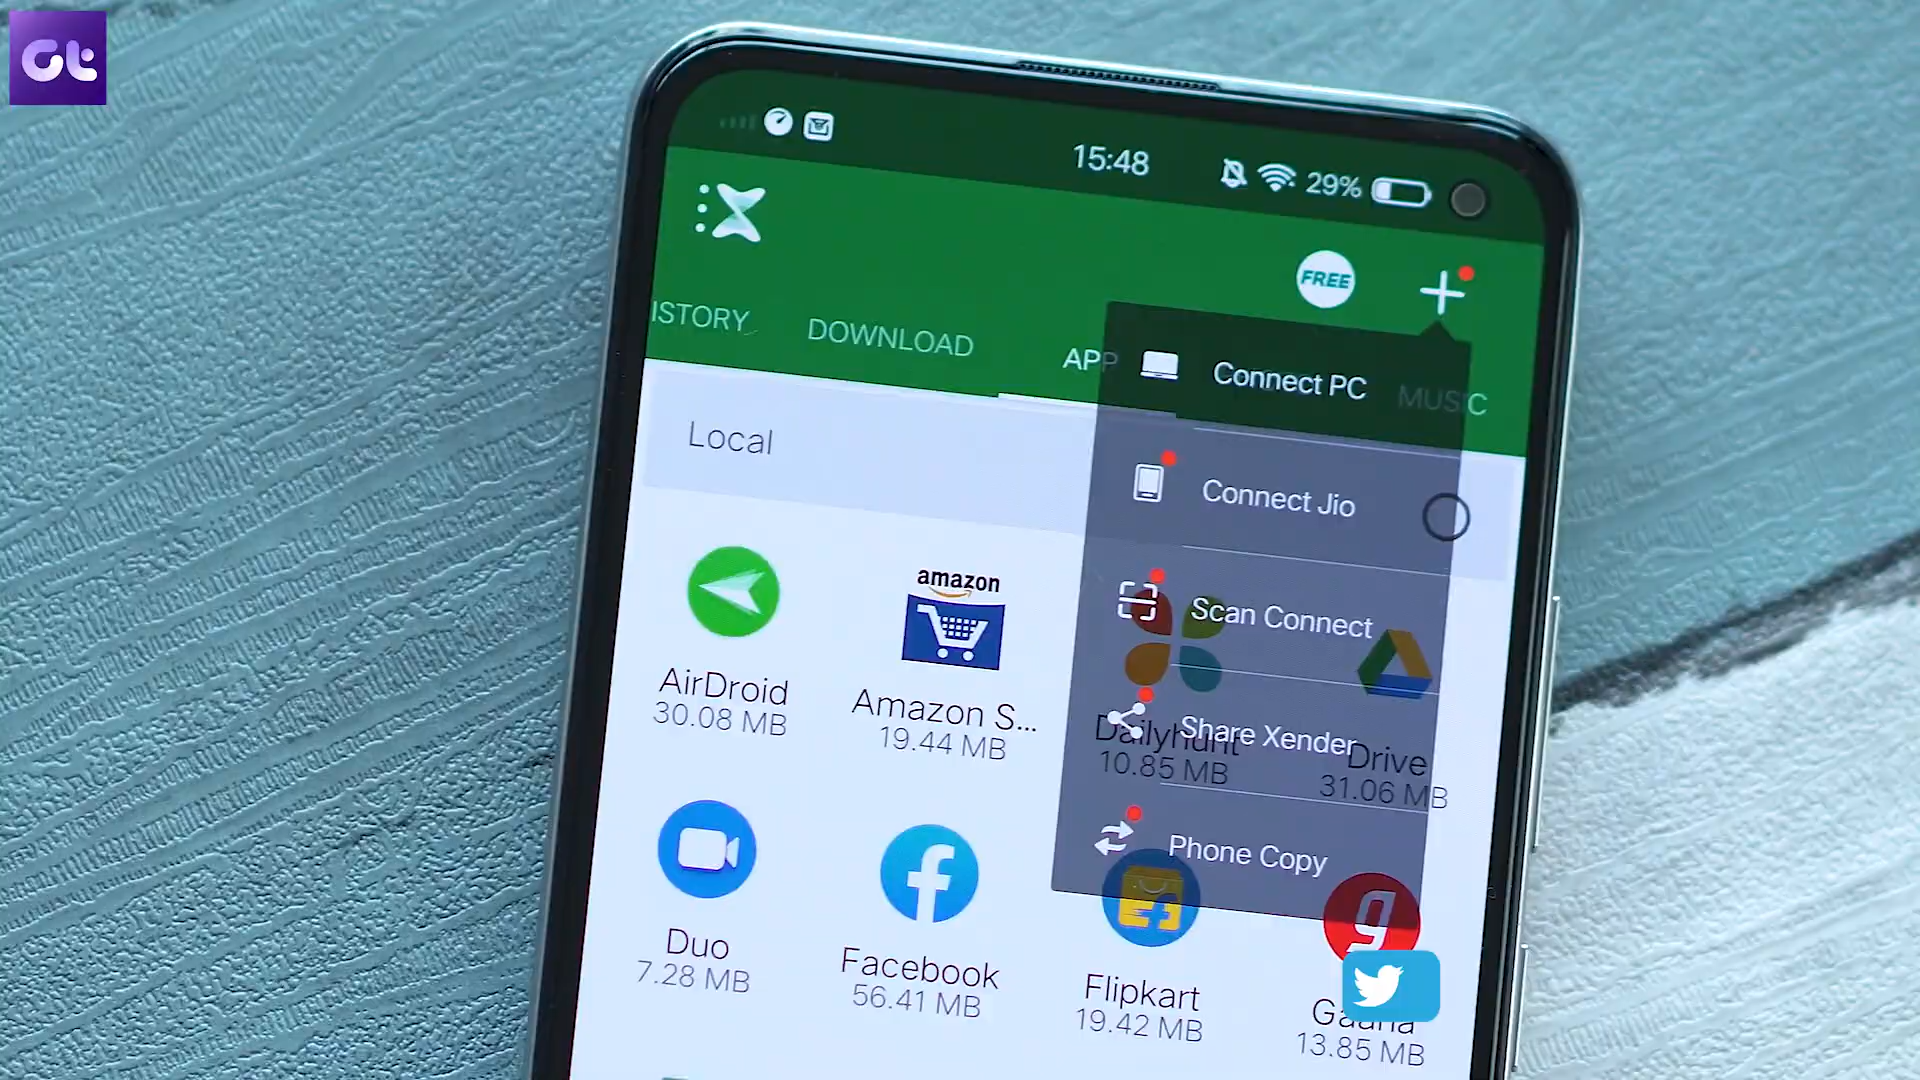 Gt
15:48
29%
FREE
ISTORY
DOWNLOAD
APP
MUSIC
Connect PC
Local
Connect Jio
Scan Connect
Share Xender
Phone Copy
amazon
AirDroid
30.08 MB
Amazon S...
19.44 MB
Dailyhunt
10.85 MB
Drive
31.06 MB
Duo
7.28 MB
Facebook
56.41 MB
Flipkart
19.42 MB
Gaana
13.85 MB